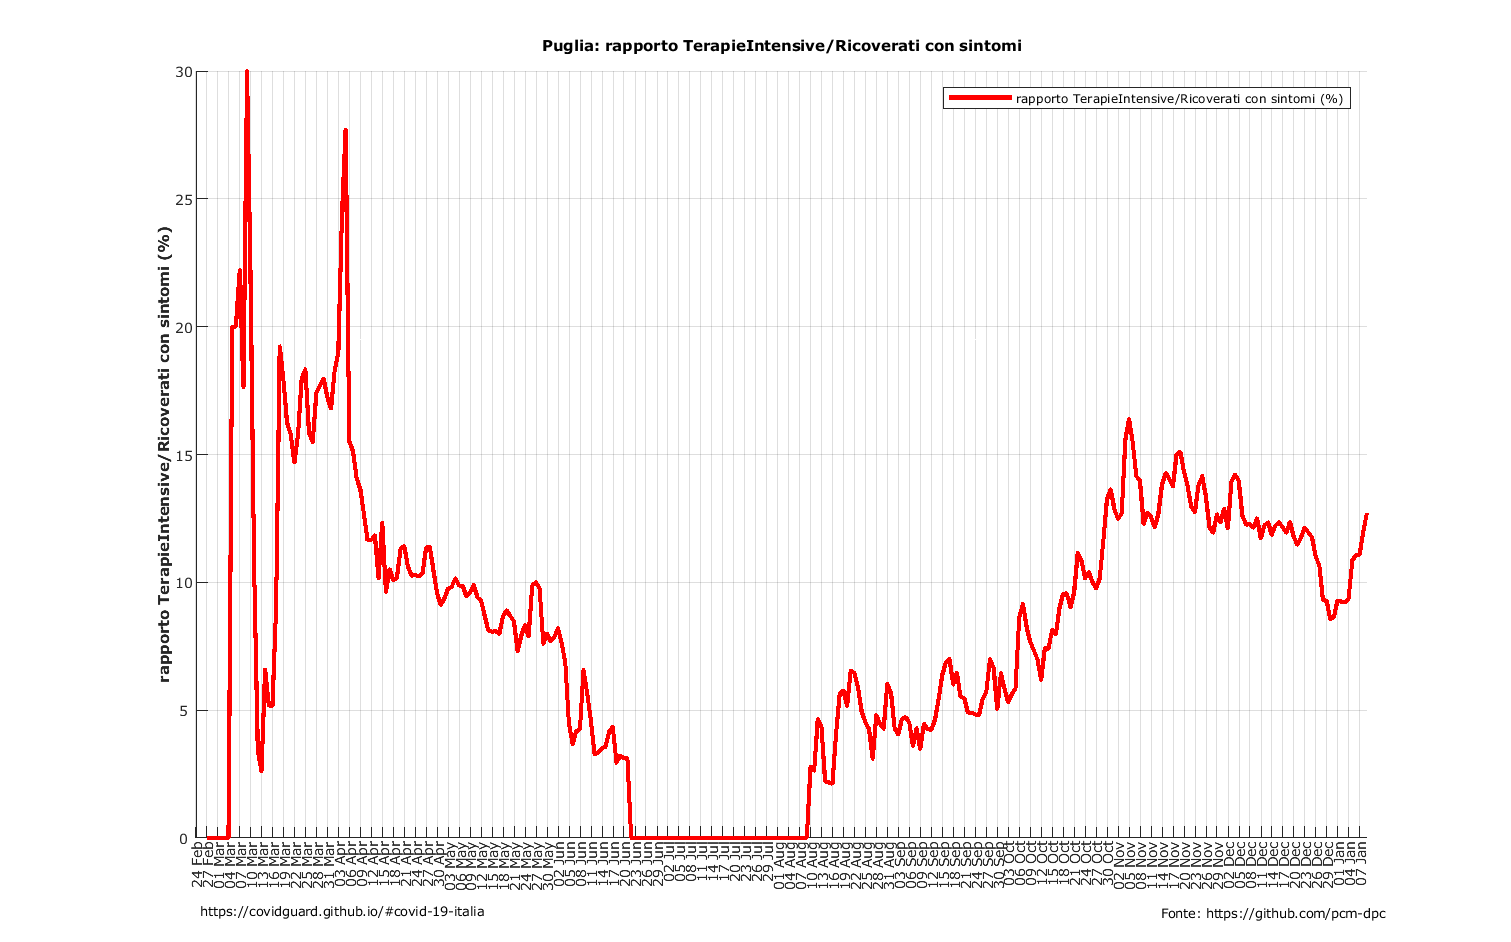 Puglia: rapporto TerapieIntensive/Ricoverati con sintomi
rapporto TerapieIntensive/Ricoverati con sintomi (%)
rapporto TerapieIntensive/Ricoverati con sintomi (%)
30
25
20
15
10
5
0
24 Feb
27 Feb
01 Mar
04 Mar
07 Mar
10 Mar
13 Mar
16 Mar
19 Mar
22 Mar
25 Mar
28 Mar
31 Mar
03 Apr
06 Apr
09 Apr
12 Apr
15 Apr
18 Apr
21 Apr
24 Apr
27 Apr
30 Apr
03 May
06 May
09 May
12 May
15 May
18 May
21 May
24 May
27 May
30 May
02 Jun
05 Jun
08 Jun
11 Jun
14 Jun
17 Jun
20 Jun
23 Jun
26 Jun
29 Jun
02 Jul
05 Jul
08 Jul
11 Jul
14 Jul
17 Jul
20 Jul
23 Jul
26 Jul
29 Jul
01 Aug
04 Aug
07 Aug
10 Aug
13 Aug
16 Aug
19 Aug
22 Aug
25 Aug
28 Aug
31 Aug
03 Sep
06 Sep
09 Sep
12 Sep
15 Sep
18 Sep
21 Sep
24 Sep
27 Sep
30 Sep
03 Oct
06 Oct
09 Oct
12 Oct
15 Oct
18 Oct
21 Oct
24 Oct
27 Oct
30 Oct
02 Nov
05 Nov
08 Nov
11 Nov
14 Nov
17 Nov
20 Nov
23 Nov
26 Nov
29 Nov
02 Dec
05 Dec
08 Dec
11 Dec
14 Dec
17 Dec
20 Dec
23 Dec
26 Dec
29 Dec
01 Jan
04 Jan
07 Jan
https://covidguard.github.io/#covid-19-italia
Fonte: https://github.com/pcm-dpc